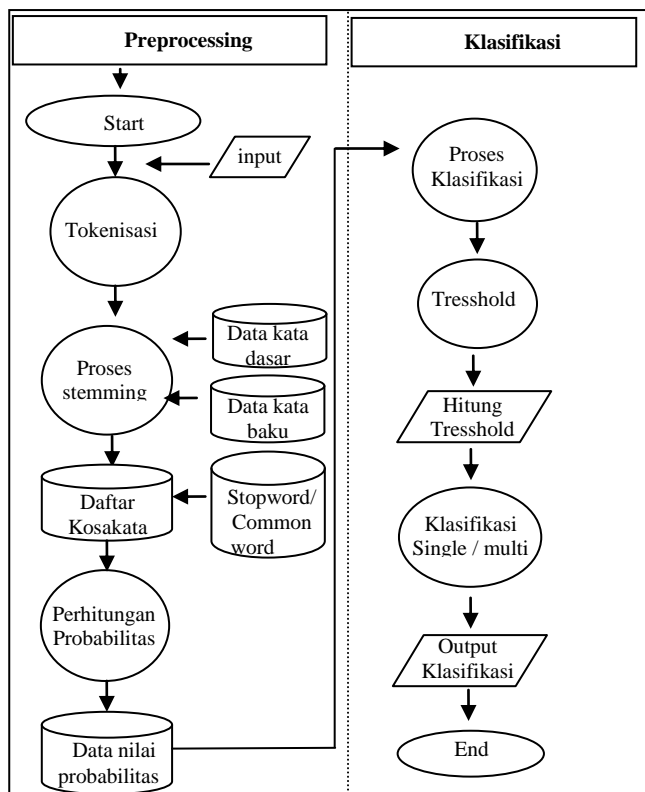 Preprocessing
Start
input
Tokenisasi
Data kata
dasar
Proses
stemming
Data kata
baku
Daftar
Kosakata
Stopword/
Common
word
Perhitungan
Probabilitas
Data nilai
probabilitas
Klasifikasi
Proses
Klasifikasi
Tresshold
Hitung
Tresshold
Klasifikasi
Single / multi
Output
Klasifikasi
End